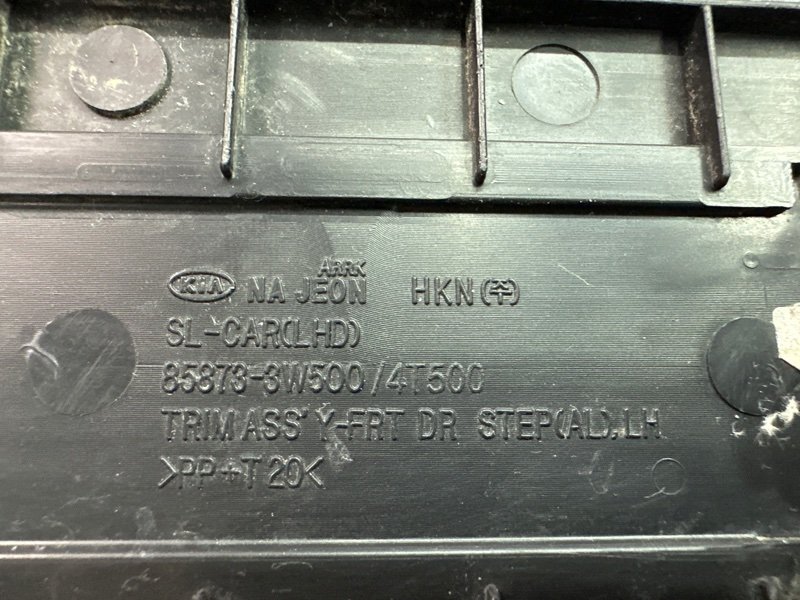 ARRK
KIA NA JEON HKN(주)
SL-CAR(LHD)
85873-3W500/4T500
TRIM ASS'Y-FRT DR STEP(AL),LH
>PP+T20<